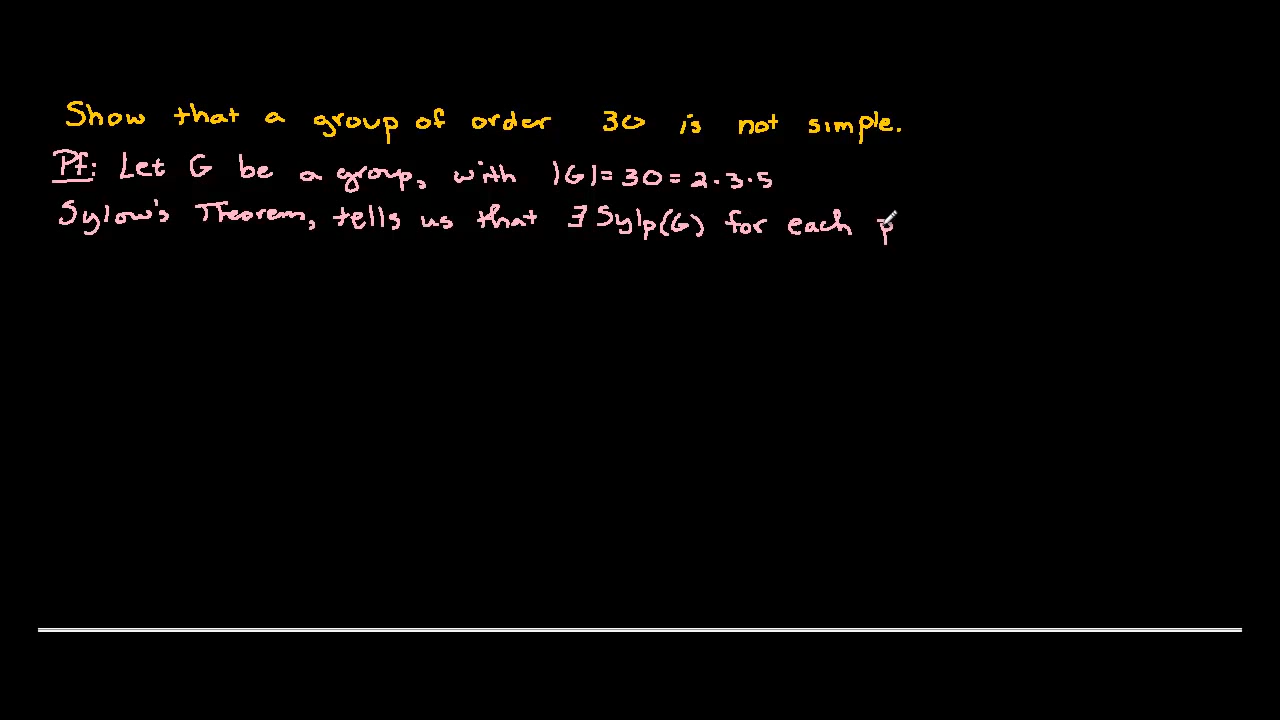 Show that a group of order 30 is not simple.
Pf: Let G be a group, with |G| = 30 = 2·3·5
Sylow's Theorem, tells us that ∃ Sylp(G) for each p